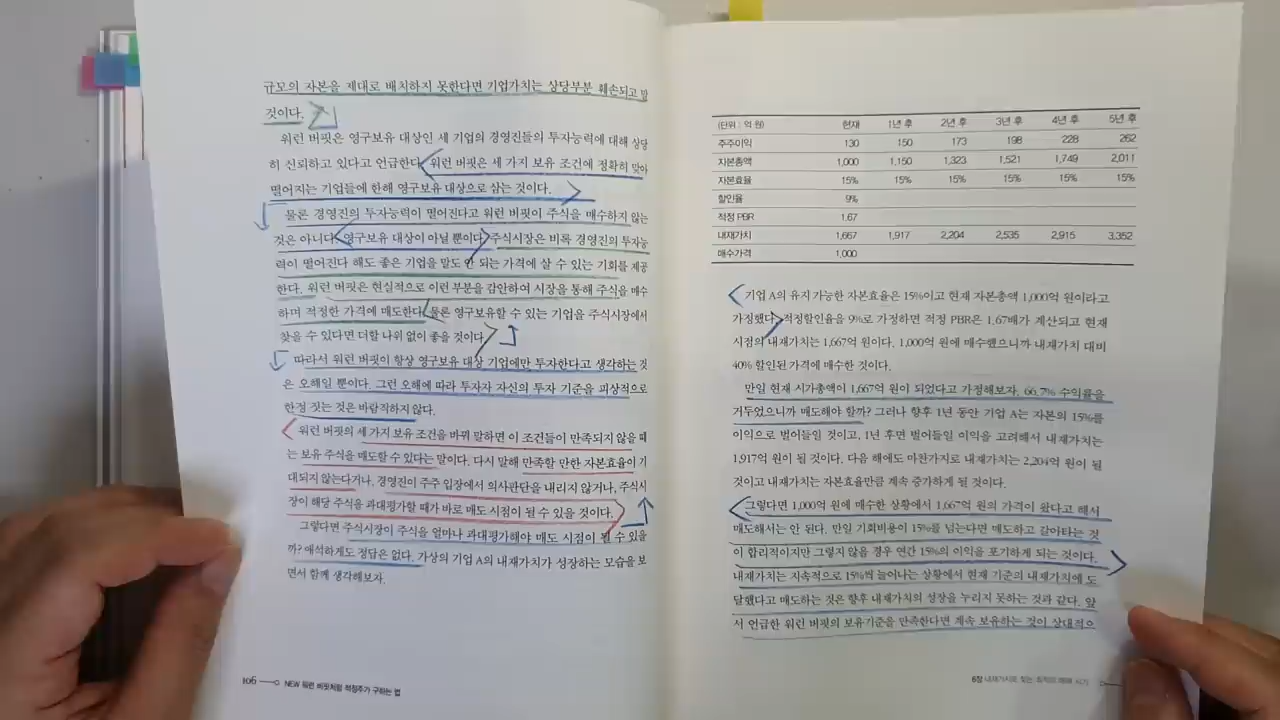 규모의 자본을 제대로 배치하지 못한다면 기업가치는 상당부분 훼손되고 말
것이다.
워런 버핏은 영구보유 대상인 세 기업의 경영진들의 투자능력에 대해 상당
히 신뢰하고 있다고 언급한다. 워런 버핏은 세 가지 보유 조건에 정확히 맞아
떨어지는 기업들에 한해 영구보유 대상으로 삼는 것이다.
물론 경영진의 투자능력이 떨어진다고 워런 버핏이 주식을 매수하지 않는
것은 아니다. 영구보유 대상이 아닐 뿐이다. 주식시장은 비록 경영진의 투자능
력이 떨어진다 해도 좋은 기업을 말도 안 되는 가격에 살 수 있는 기회를 제공
한다. 워런 버핏은 현실적으로 이런 부분을 감안하여 시장을 통해 주식을 매수
하며 적정한 가격에 매도한다. 물론 영구보유할 수 있는 기업을 주식시장에서
찾을 수 있다면 더할 나위 없이 좋을 것이다.
따라서 워런 버핏이 항상 영구보유 대상 기업에만 투자한다고 생각하는 것
은 오해일 뿐이다. 그런 오해에 따라 투자자 자신의 투자 기준을 피상적으로
한정 짓는 것은 바람직하지 않다.
워런 버핏의 세 가지 보유 조건을 바꿔 말하면 이 조건들이 만족되지 않을 때
는 보유 주식을 매도할 수 있다는 말이다. 다시 말해 만족할 만한 자본효율이 기
대되지 않는다거나, 경영진이 주주 입장에서 의사판단을 내리지 않거나, 주식시
장이 해당 주식을 과대평가할 때가 바로 매도 시점이 될 수 있을 것이다.
그렇다면 주식시장이 주식을 얼마나 과대평가해야 매도 시점이 될 수 있을
까? 애석하게도 정답은 없다. 가상의 기업 A의 내재가치가 성장하는 모습을 보
면서 함께 생각해보자.
106 NEW 워런 버핏처럼 적정주가 구하는 법
(단위 : 억 원) 현재 1년 후 2년 후 3년 후 4년 후 5년 후
주주이익 130 150 173 198 228 262
자본총액 1,000 1,150 1,323 1,521 1,749 2,011
자본효율 15% 15% 15% 15% 15% 15%
할인율 9%
적정 PBR 1.67
내재가치 1,667 1,917 2,204 2,535 2,915 3,352
매수가격 1,000
기업 A의 유지 가능한 자본효율은 15%이고 현재 자본총액 1,000억 원이라고
가정했다. 적정할인율을 9%로 가정하면 적정 PBR은 1.67배가 계산되고 현재
시점의 내재가치는 1,667억 원이다. 1,000억 원에 매수했으니까 내재가치 대비
40% 할인된 가격에 매수한 것이다.
만일 현재 시가총액이 1,667억 원이 되었다고 가정해보자. 66.7% 수익률을
거두었으니까 매도해야 할까? 그러나 향후 1년 동안 기업 A는 자본의 15%를
이익으로 벌어들일 것이고, 1년 후면 벌어들일 이익을 고려해서 내재가치는
1,917억 원이 될 것이다. 다음 해에도 마찬가지로 내재가치는 2,204억 원이 될
것이고 내재가치는 자본효율만큼 계속 증가하게 될 것이다.
그렇다면 1,000억 원에 매수한 상황에서 1,667억 원의 가격이 왔다고 해서
매도해서는 안 된다. 만일 기회비용이 15%를 넘는다면 매도하고 갈아타는 것
이 합리적이지만 그렇지 않을 경우 연간 15%의 이익을 포기하게 되는 것이다.
내재가치는 지속적으로 15%씩 늘어나는 상황에서 현재 기준의 내재가치에 도
달했다고 매도하는 것은 향후 내재가치의 성장을 누리지 못하는 것과 같다. 앞
서 언급한 워런 버핏의 보유기준을 만족한다면 계속 보유하는 것이 상대적으
6장 내재가치로 찾는 최적의 매매 시기